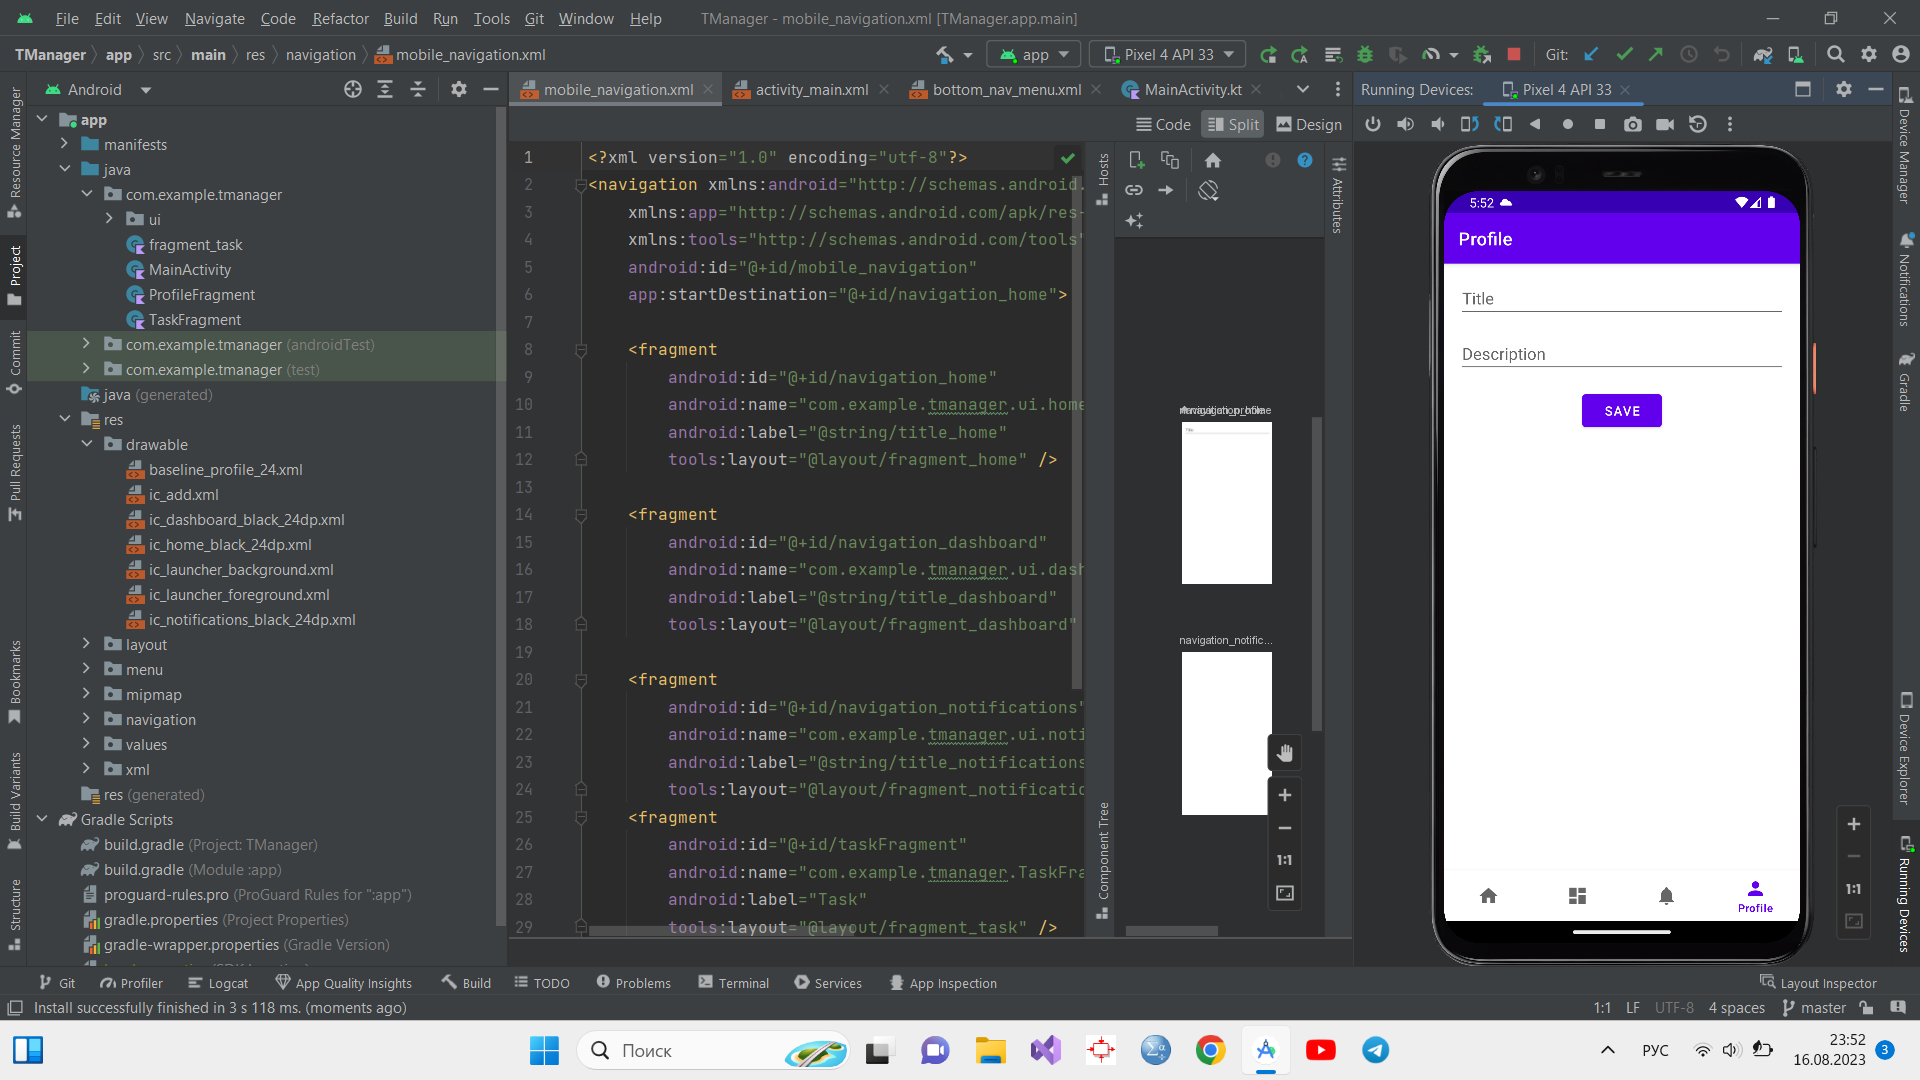 File Edit View Navigate Code Refactor Build Run Tools Git Window Help TManager - mobile_navigation.xml [TManager.app.main]
TManager app src main res navigation mobile_navigation.xml app Pixel 4 API 33 Git:
Android
mobile_navigation.xml activity_main.xml bottom_nav_menu.xml MainActivity.kt
Running Devices: Pixel 4 API 33
Code Split Design
Resource Manager
Project
Commit
Pull Requests
Bookmarks
Build Variants
Structure
app
manifests
java
com.example.tmanager
ui
fragment_task
MainActivity
ProfileFragment
TaskFragment
com.example.tmanager (androidTest)
com.example.tmanager (test)
java (generated)
res
drawable
baseline_profile_24.xml
ic_add.xml
ic_dashboard_black_24dp.xml
ic_home_black_24dp.xml
ic_launcher_background.xml
ic_launcher_foreground.xml
ic_notifications_black_24dp.xml
layout
menu
mipmap
navigation
values
xml
res (generated)
Gradle Scripts
build.gradle (Project: TManager)
build.gradle (Module :app)
proguard-rules.pro (ProGuard Rules for ":app")
gradle.properties (Project Properties)
gradle-wrapper.properties (Gradle Version)
1 <?xml version="1.0" encoding="utf-8"?>
2 <navigation xmlns:android="http://schemas.android.
3 xmlns:app="http://schemas.android.com/apk/res-
4 xmlns:tools="http://schemas.android.com/tools"
5 android:id="@+id/mobile_navigation"
6 app:startDestination="@+id/navigation_home">
7
8 <fragment
9 android:id="@+id/navigation_home"
10 android:name="com.example.tmanager.ui.home
11 android:label="@string/title_home"
12 tools:layout="@layout/fragment_home" />
13
14 <fragment
15 android:id="@+id/navigation_dashboard"
16 android:name="com.example.tmanager.ui.dash
17 android:label="@string/title_dashboard"
18 tools:layout="@layout/fragment_dashboard"
19
20 <fragment
21 android:id="@+id/navigation_notifications"
22 android:name="com.example.tmanager.ui.noti
23 android:label="@string/title_notifications
24 tools:layout="@layout/fragment_notificatio
25 <fragment
26 android:id="@+id/taskFragment"
27 android:name="com.example.tmanager.TaskFra
28 android:label="Task"
29 tools:layout="@layout/fragment_task" />
Hosts
Component Tree
Attributes
navigation_notific...
1:1
5:52
Profile
Title
Description
SAVE
Profile
1:1
Device Manager
Notifications
Gradle
Device Explorer
Running Devices
Git Profiler Logcat App Quality Insights Build TODO Problems Terminal Services App Inspection Layout Inspector
Install successfully finished in 3 s 118 ms. (moments ago) 1:1 LF UTF-8 4 spaces master
Поиск
РУС
23:52
16.08.2023
3